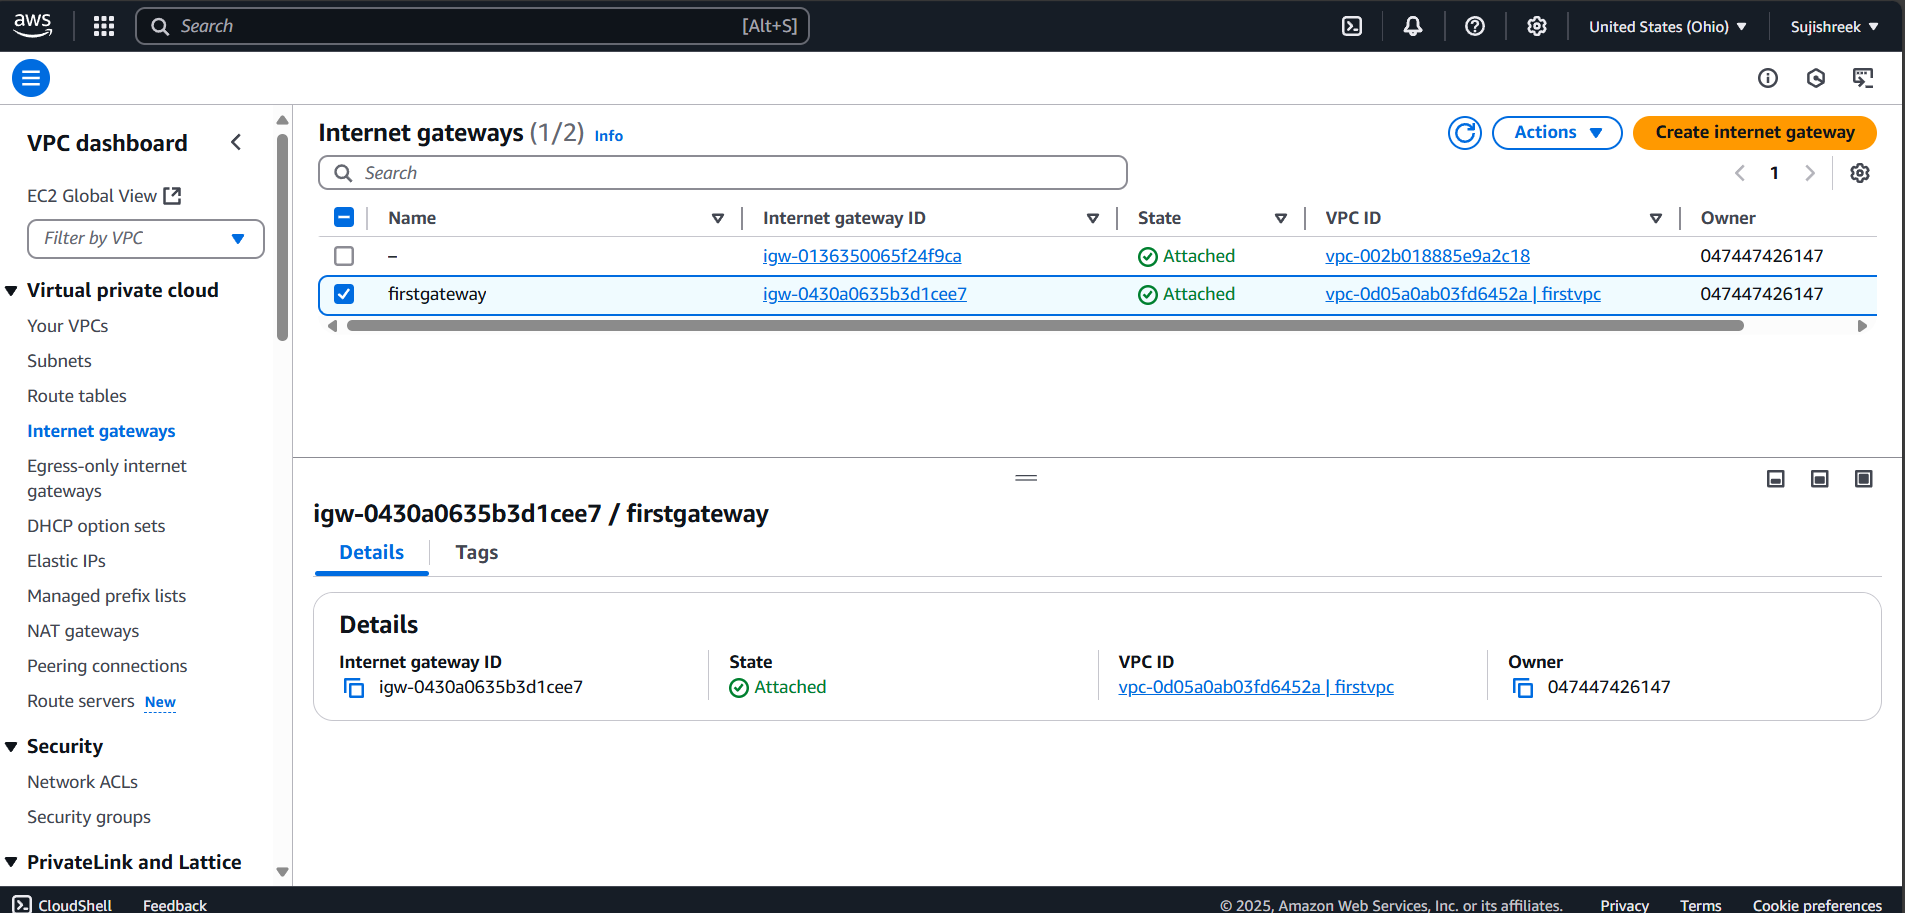 aws
Search [Alt+S]
United States (Ohio)
Sujishreek
VPC dashboard
EC2 Global View
Filter by VPC
Virtual private cloud
Your VPCs
Subnets
Route tables
Internet gateways
Egress-only internet
gateways
DHCP option sets
Elastic IPs
Managed prefix lists
NAT gateways
Peering connections
Route servers New
Security
Network ACLs
Security groups
PrivateLink and Lattice
Internet gateways (1/2) Info
Actions
Create internet gateway
Search
1
Name Internet gateway ID State VPC ID Owner
– igw-0136350065f24f9ca Attached vpc-002b018885e9a2c18 047447426147
firstgateway igw-0430a0635b3d1cee7 Attached vpc-0d05a0ab03fd6452a | firstvpc 047447426147
igw-0430a0635b3d1cee7 / firstgateway
Details Tags
Details
Internet gateway ID State VPC ID Owner
igw-0430a0635b3d1cee7 Attached vpc-0d05a0ab03fd6452a | firstvpc 047447426147
CloudShell Feedback © 2025, Amazon Web Services, Inc. or its affiliates. Privacy Terms Cookie preferences